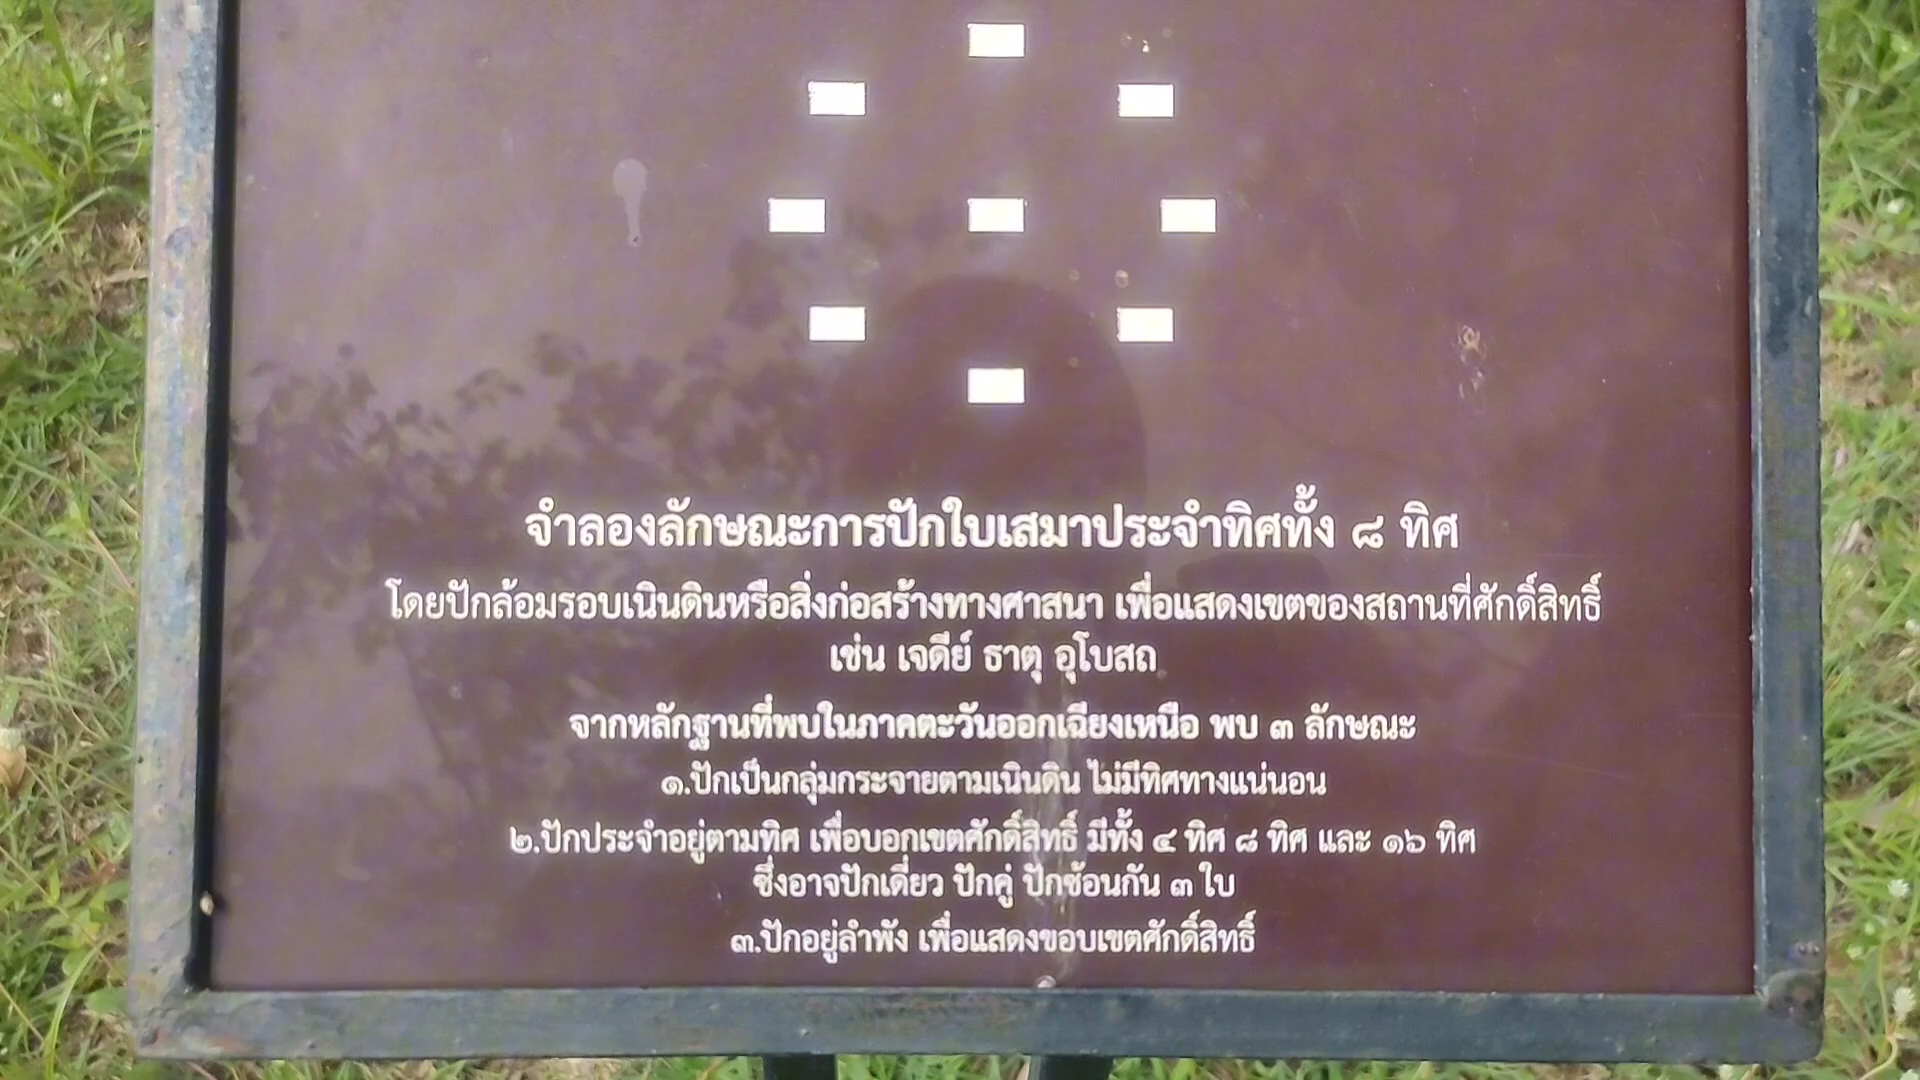 จำลองลักษณะการปักใบเสมาประจำทิศทั้ง ๘ ทิศ
โดยปักล้อมรอบเนินดินหรือสิ่งก่อสร้างทางศาสนา เพื่อแสดงเขตของสถานที่ศักดิ์สิทธิ์
เช่น เจดีย์ ธาตุ อุโบสถ
จากหลักฐานที่พบในภาคตะวันออกเฉียงเหนือ พบ ๓ ลักษณะ
๑.ปักเป็นกลุ่มกระจายตามเนินดิน ไม่มีทิศทางแน่นอน
๒.ปักประจำอยู่ตามทิศ เพื่อบอกเขตศักดิ์สิทธิ์ มีทั้ง ๔ ทิศ ๘ ทิศ และ ๑๖ ทิศ
ซึ่งอาจปักเดี่ยว ปักคู่ ปักซ้อนกัน ๓ ใบ
๓.ปักอยู่ลำพัง เพื่อแสดงขอบเขตศักดิ์สิทธิ์